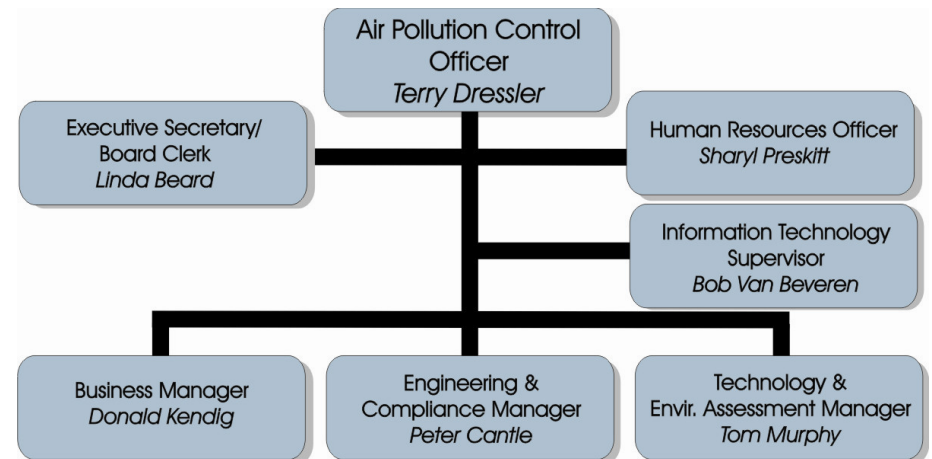 Air Pollution Control
Officer
Terry Dressler
Executive Secretary/
Board Clerk
Linda Beard
Human Resources Officer
Sharyl Preskitt
Information Technology
Supervisor
Bob Van Beveren
Business Manager
Donald Kendig
Engineering &
Compliance Manager
Peter Cantle
Technology &
Envir. Assessment Manager
Tom Murphy